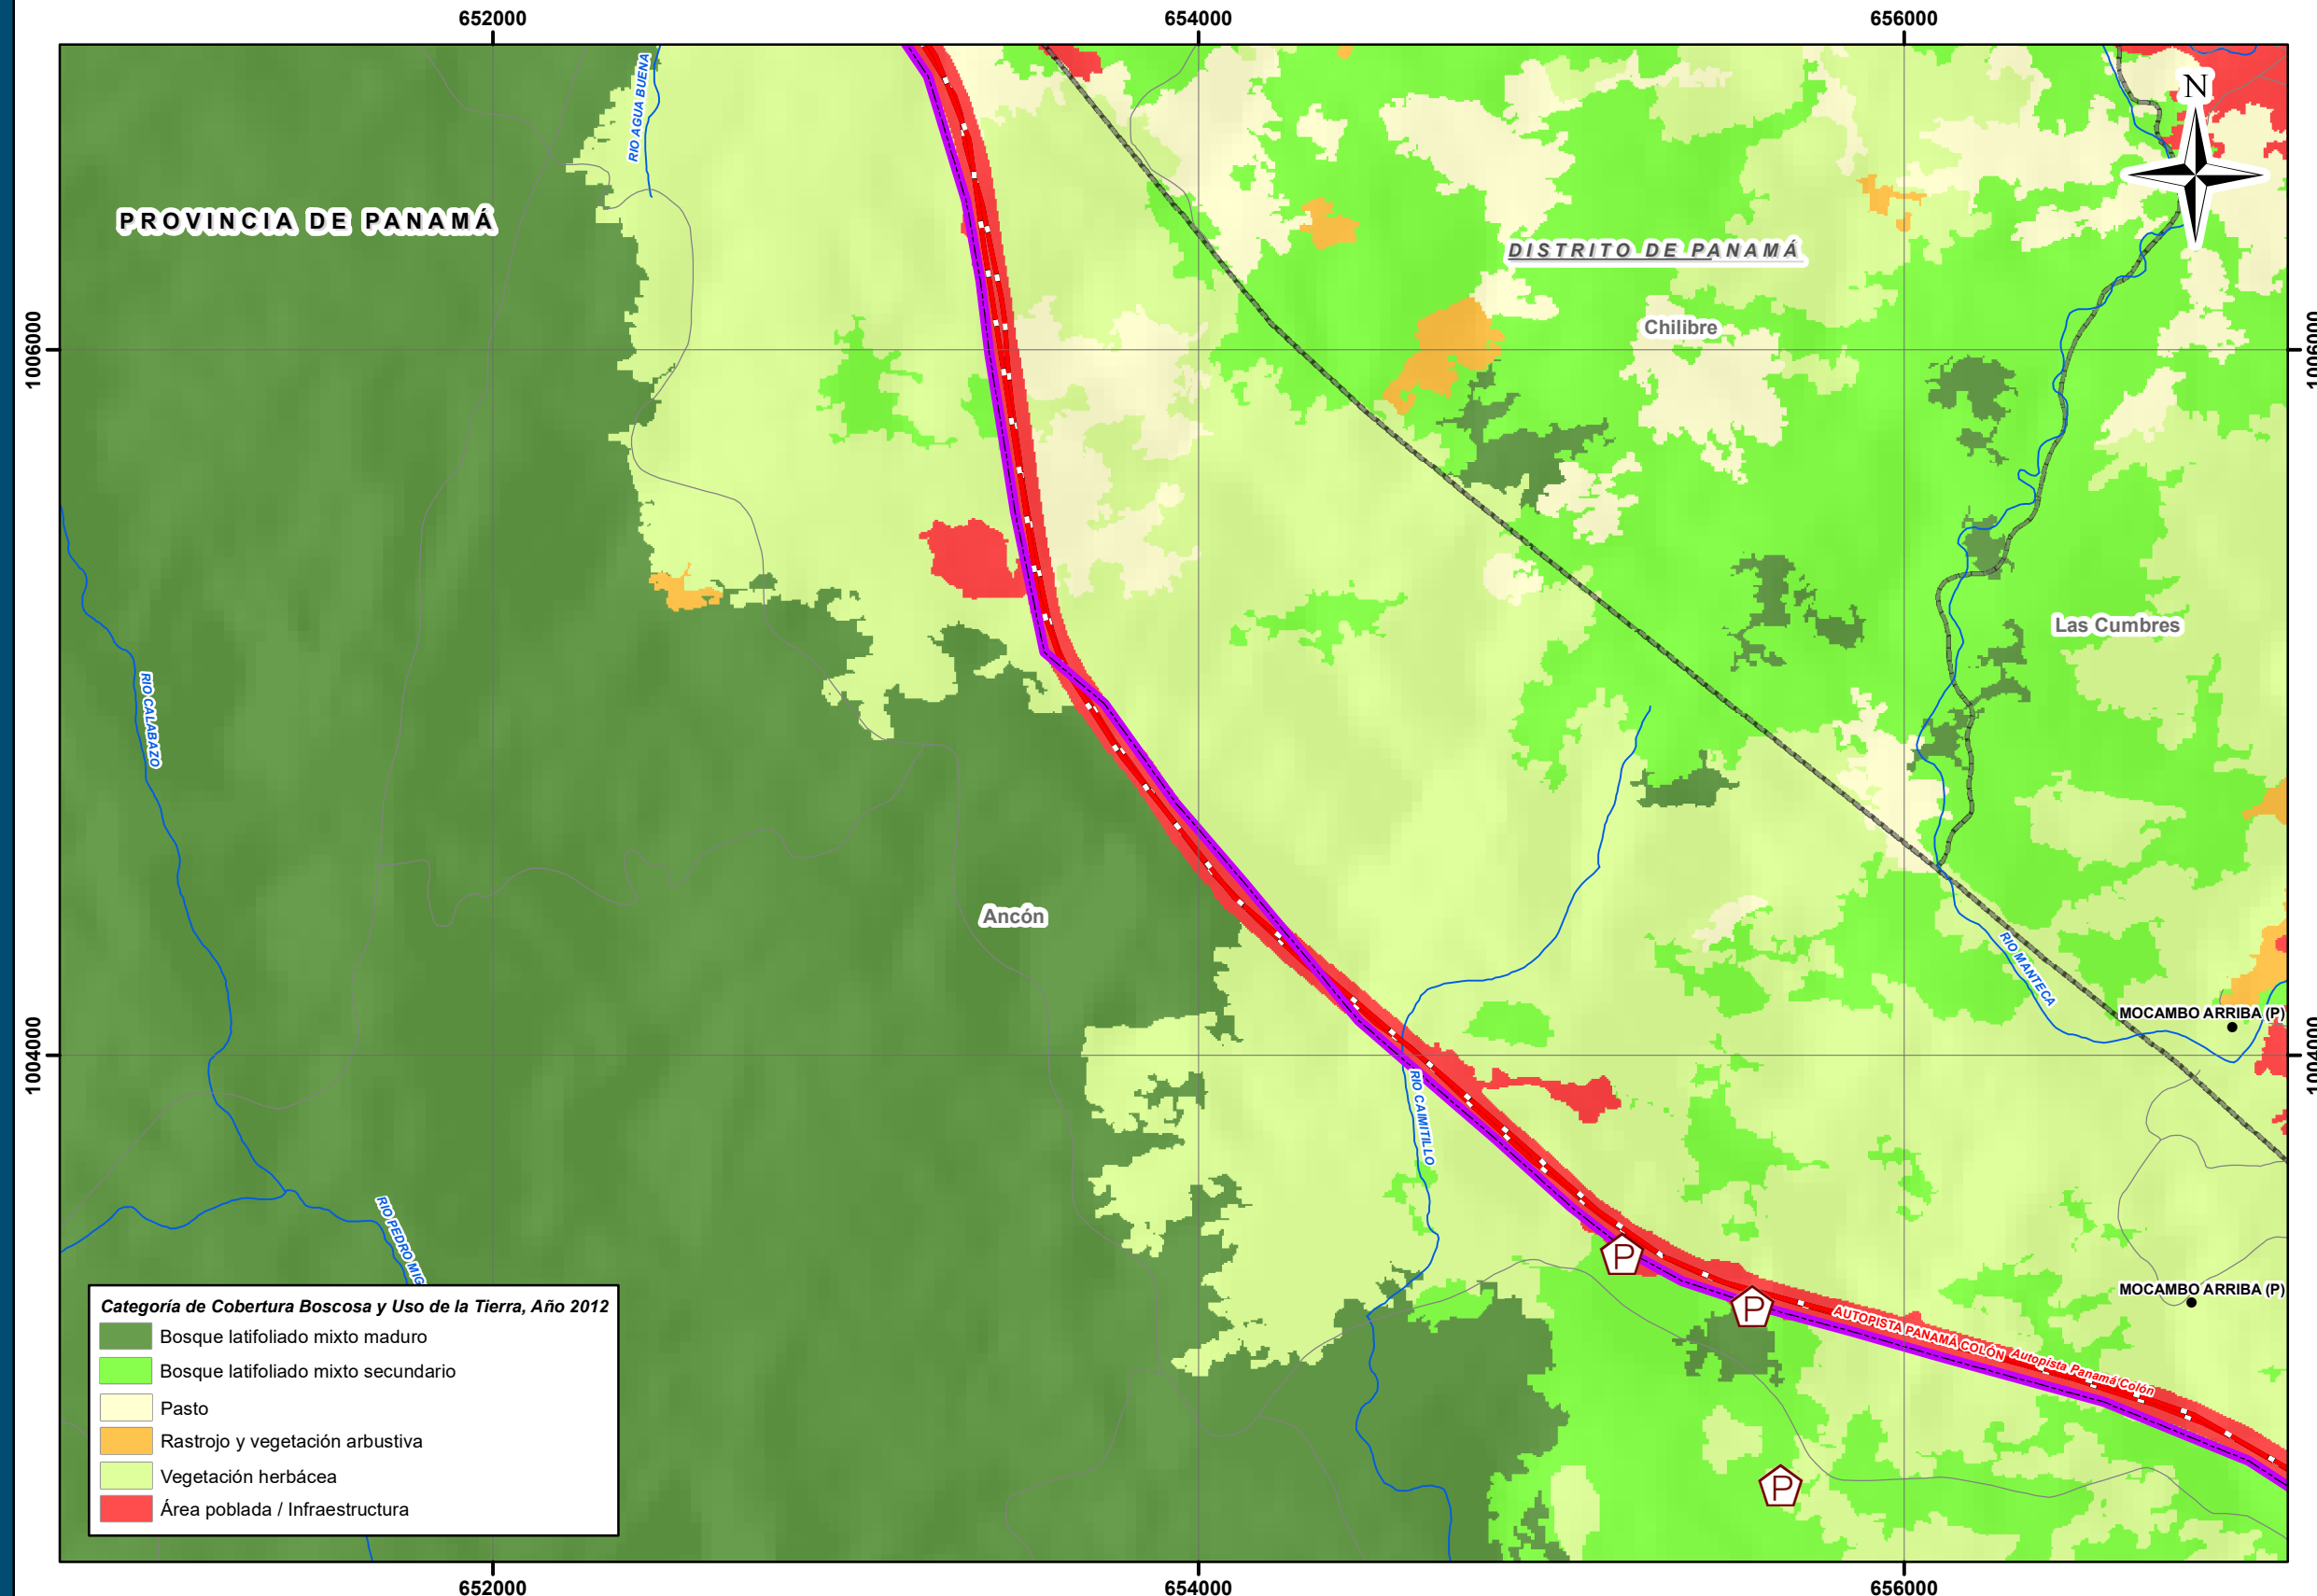 652000
654000
656000
N
RIO AGUA BUENA
PROVINCIA DE PANAMÁ
DISTRITO DE PANAMÁ
Chilibre
1006000
1006000
Las Cumbres
RIO CALABAZO
Ancón
RIO MANTECA
MOCAMBO ARRIBA (P)
1004000
1004000
RIO CAIMITILLO
RIO PEDRO MIG
P
MOCAMBO ARRIBA (P)
P
AUTOPISTA PANAMÁ COLÓN
Autopista Panamá Colón
P
Categoría de Cobertura Boscosa y Uso de la Tierra, Año 2012
Bosque latifoliado mixto maduro
Bosque latifoliado mixto secundario
Pasto
Rastrojo y vegetación arbustiva
Vegetación herbácea
Área poblada / Infraestructura
652000
654000
656000